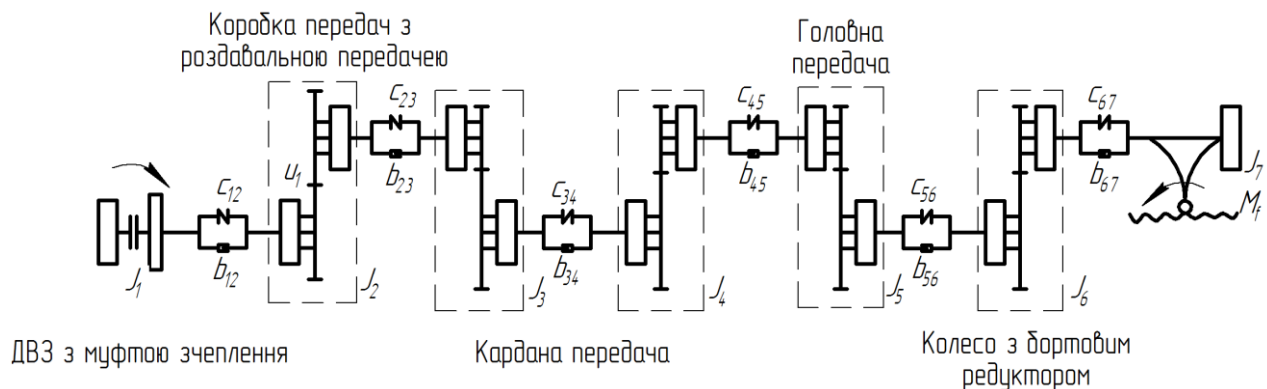 Коробка передач з
роздавальною передачею
Головна
передача
c₂₃
c₄₅
c₆₇
b₂₃
b₄₅
b₆₇
J₇
u₁
c₁₂
c₃₄
c₅₆
M_f
b₁₂
b₃₄
b₅₆
J₁
J₂
J₃
J₄
J₅
J₆
ДВЗ з муфтою зчеплення
Кардана передача
Колесо з бортовим
редуктором